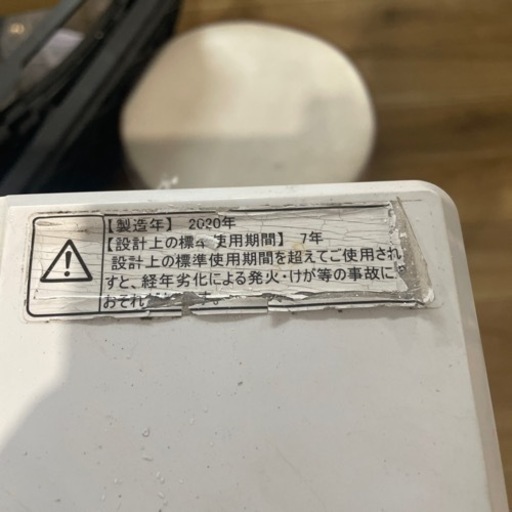 【製造年】 2020年
【設計上の標 使用期間】 7年
設計上の標準使用期間を超えてご使用され
すと、経年劣化による発火・けが等の事故に
おそれ す。